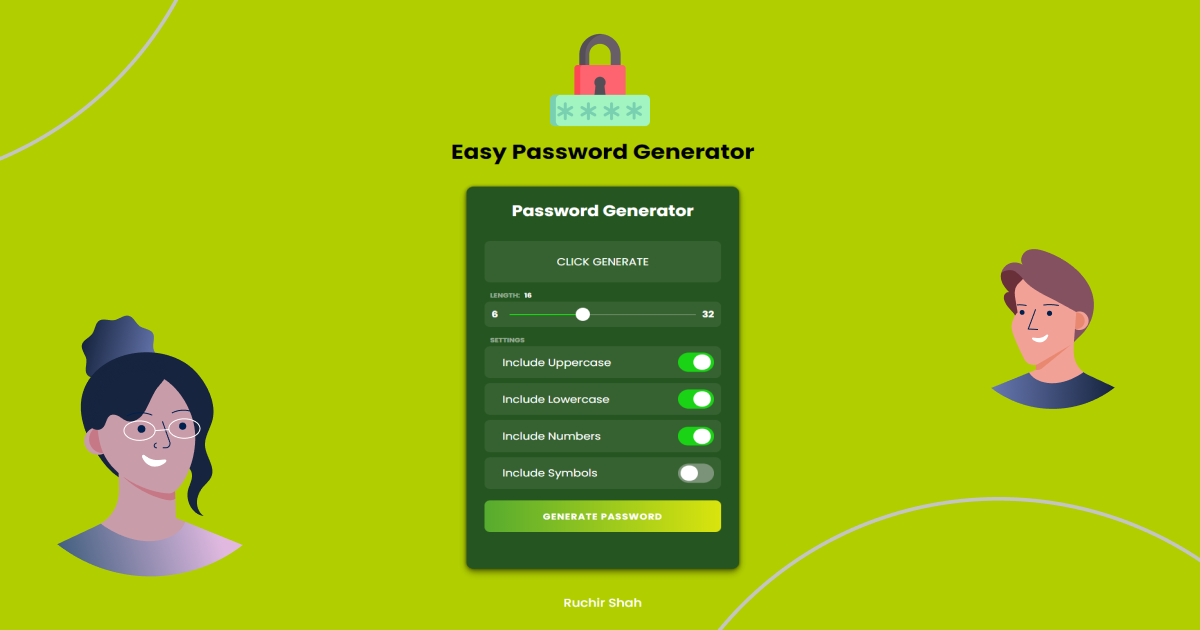 ****
Easy Password Generator
Password Generator
CLICK GENERATE
LENGTH: 16
6 32
SETTINGS
Include Uppercase
Include Lowercase
Include Numbers
Include Symbols
GENERATE PASSWORD
Ruchir Shah